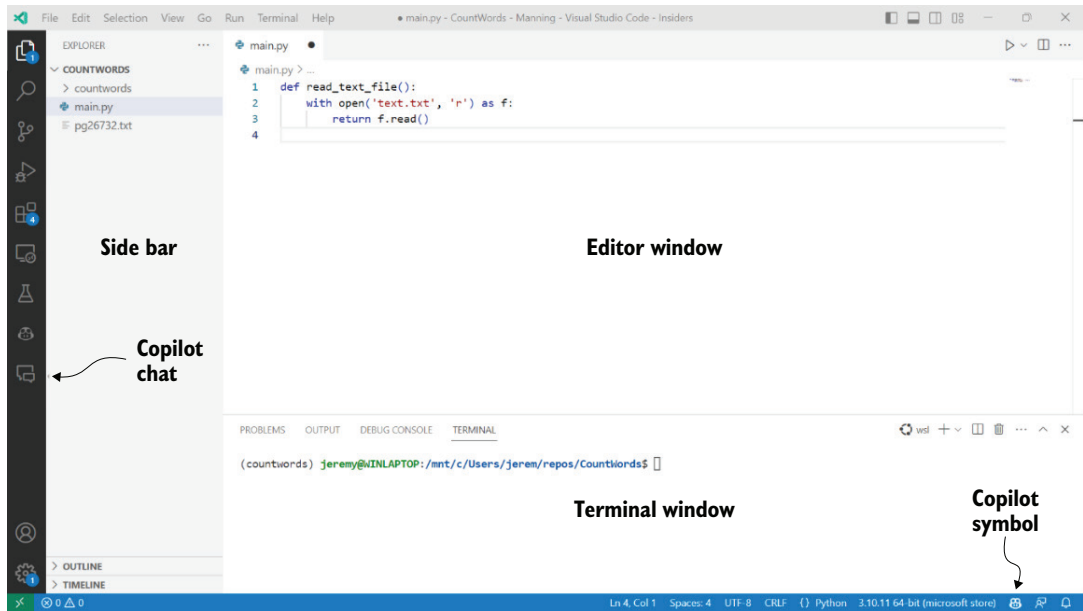 File Edit Selection View Go Run Terminal Help ● main.py - CountWords - Manning - Visual Studio Code - Insiders
EXPLORER ...
COUNTWORDS
> countwords
main.py
pg26732.txt
main.py ●
main.py > ...
1 def read_text_file():
2 with open('text.txt', 'r') as f:
3 return f.read()
4
1
4
Side bar
Editor window
Copilot
chat
PROBLEMS OUTPUT DEBUG CONSOLE TERMINAL wsl
(countwords) jeremy@WINLAPTOP:/mnt/c/Users/jerem/repos/CountWords$
Terminal window
Copilot
symbol
> OUTLINE
> TIMELINE
1
0 0 Ln 4, Col 1 Spaces: 4 UTF-8 CRLF {} Python 3.10.11 64-bit (microsoft store)